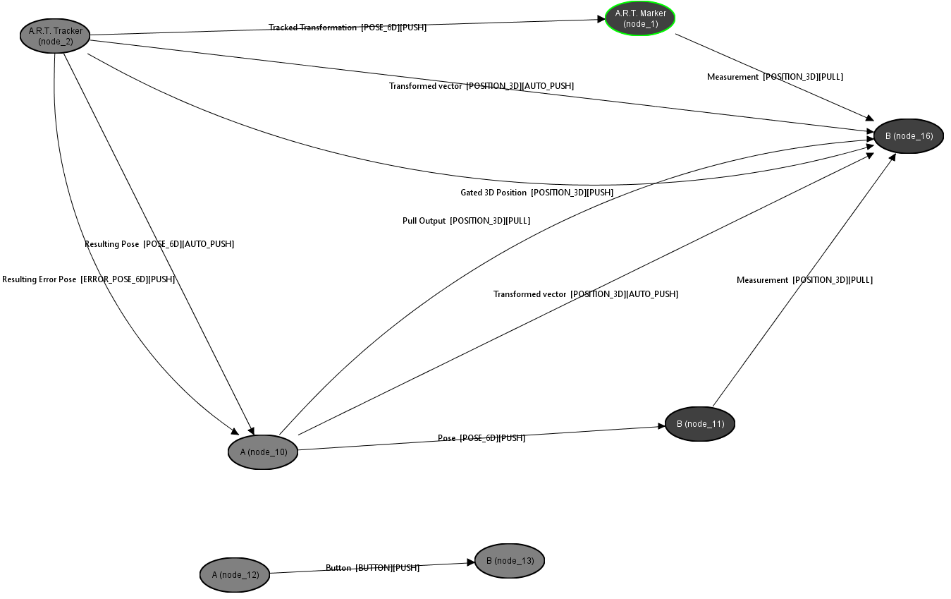 A.R.T. Tracker
(node_2)
A.R.T. Marker
(node_1)
Tracked Transformation [POSE_6D][PUSH]
Measurement [POSITION_3D][PULL]
Transformed vector [POSITION_3D][AUTO_PUSH]
B (node_16)
Gated 3D Position [POSITION_3D][PUSH]
Pull Output [POSITION_3D][PULL]
Resulting Pose [POSE_6D][AUTO_PUSH]
Resulting Error Pose [ERROR_POSE_6D][PUSH]
Measurement [POSITION_3D][PULL]
Transformed vector [POSITION_3D][AUTO_PUSH]
B (node_11)
Pose [POSE_6D][PUSH]
A (node_10)
B (node_13)
Button [BUTTON][PUSH]
A (node_12)